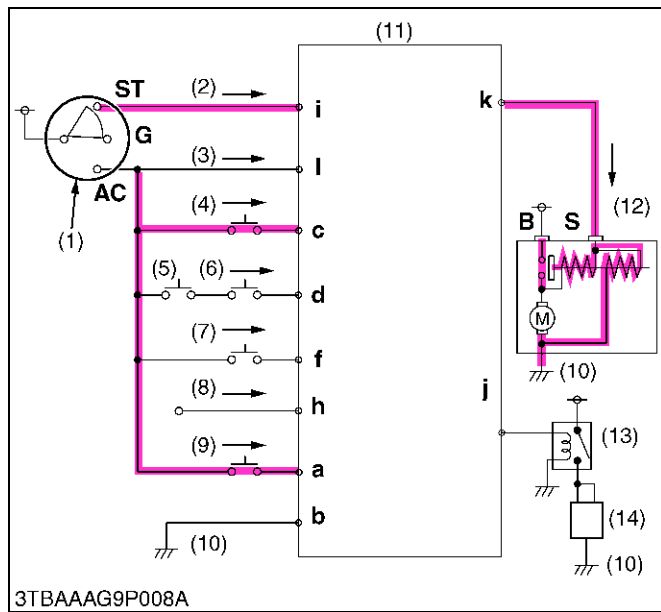 (11)
ST
(2)
i
k
G
(3)
l
AC
(1)
(4)
c
B
S
(12)
(5)
(6)
d
M
(7)
f
(10)
(8)
h
j
(13)
(9)
a
b
(10)
(14)
(10)
3TBAAAG9P008A